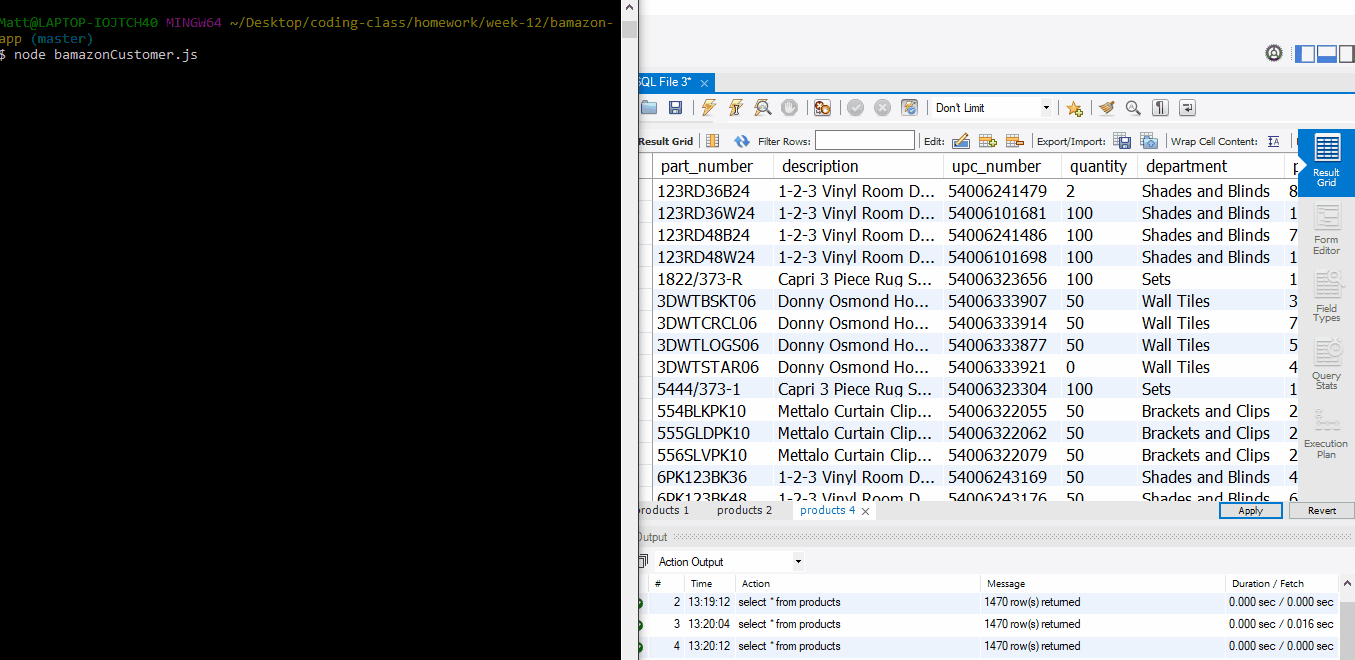 Matt@LAPTOP-IOJTCH40 MINGW64 ~/Desktop/coding-class/homework/week-12/bamazon-
app (master)
$ node bamazonCustomer.js
SQL File 3*
Don't Limit
Result Grid Filter Rows: Edit: Export/Import: Wrap Cell Content:
part_number description upc_number quantity department
123RD36B24 1-2-3 Vinyl Room D... 54006241479 2 Shades and Blinds 8
123RD36W24 1-2-3 Vinyl Room D... 54006101681 100 Shades and Blinds 1
123RD48B24 1-2-3 Vinyl Room D... 54006241486 100 Shades and Blinds 7
123RD48W24 1-2-3 Vinyl Room D... 54006101698 100 Shades and Blinds 1
1822/373-R Capri 3 Piece Rug S... 54006323656 100 Sets 1
3DWTBSKT06 Donny Osmond Ho... 54006333907 50 Wall Tiles 3
3DWTCRCL06 Donny Osmond Ho... 54006333914 50 Wall Tiles 7
3DWTLOGS06 Donny Osmond Ho... 54006333877 50 Wall Tiles 5
3DWTSTAR06 Donny Osmond Ho... 54006333921 0 Wall Tiles 4
5444/373-1 Capri 3 Piece Rug S... 54006323304 100 Sets 1
554BLKPK10 Mettalo Curtain Clip... 54006322055 50 Brackets and Clips 2
555GLDPK10 Mettalo Curtain Clip... 54006322062 50 Brackets and Clips 2
556SLVPK10 Mettalo Curtain Clip... 54006322079 50 Brackets and Clips 2
6PK123BK36 1-2-3 Vinyl Room D... 54006243169 50 Shades and Blinds 4
6PK123BK48 1-2-3 Vinyl Room D... 54006243176 50 Shades and Blinds 6
Result
Grid
Form
Editor
Field
Types
Query
Stats
Execution
Plan
products 1 products 2 products 4 Apply Revert
Output
Action Output
# Time Action Message Duration / Fetch
2 13:19:12 select * from products 1470 row(s) returned 0.000 sec / 0.000 sec
3 13:20:04 select * from products 1470 row(s) returned 0.000 sec / 0.016 sec
4 13:20:12 select * from products 1470 row(s) returned 0.000 sec / 0.000 sec